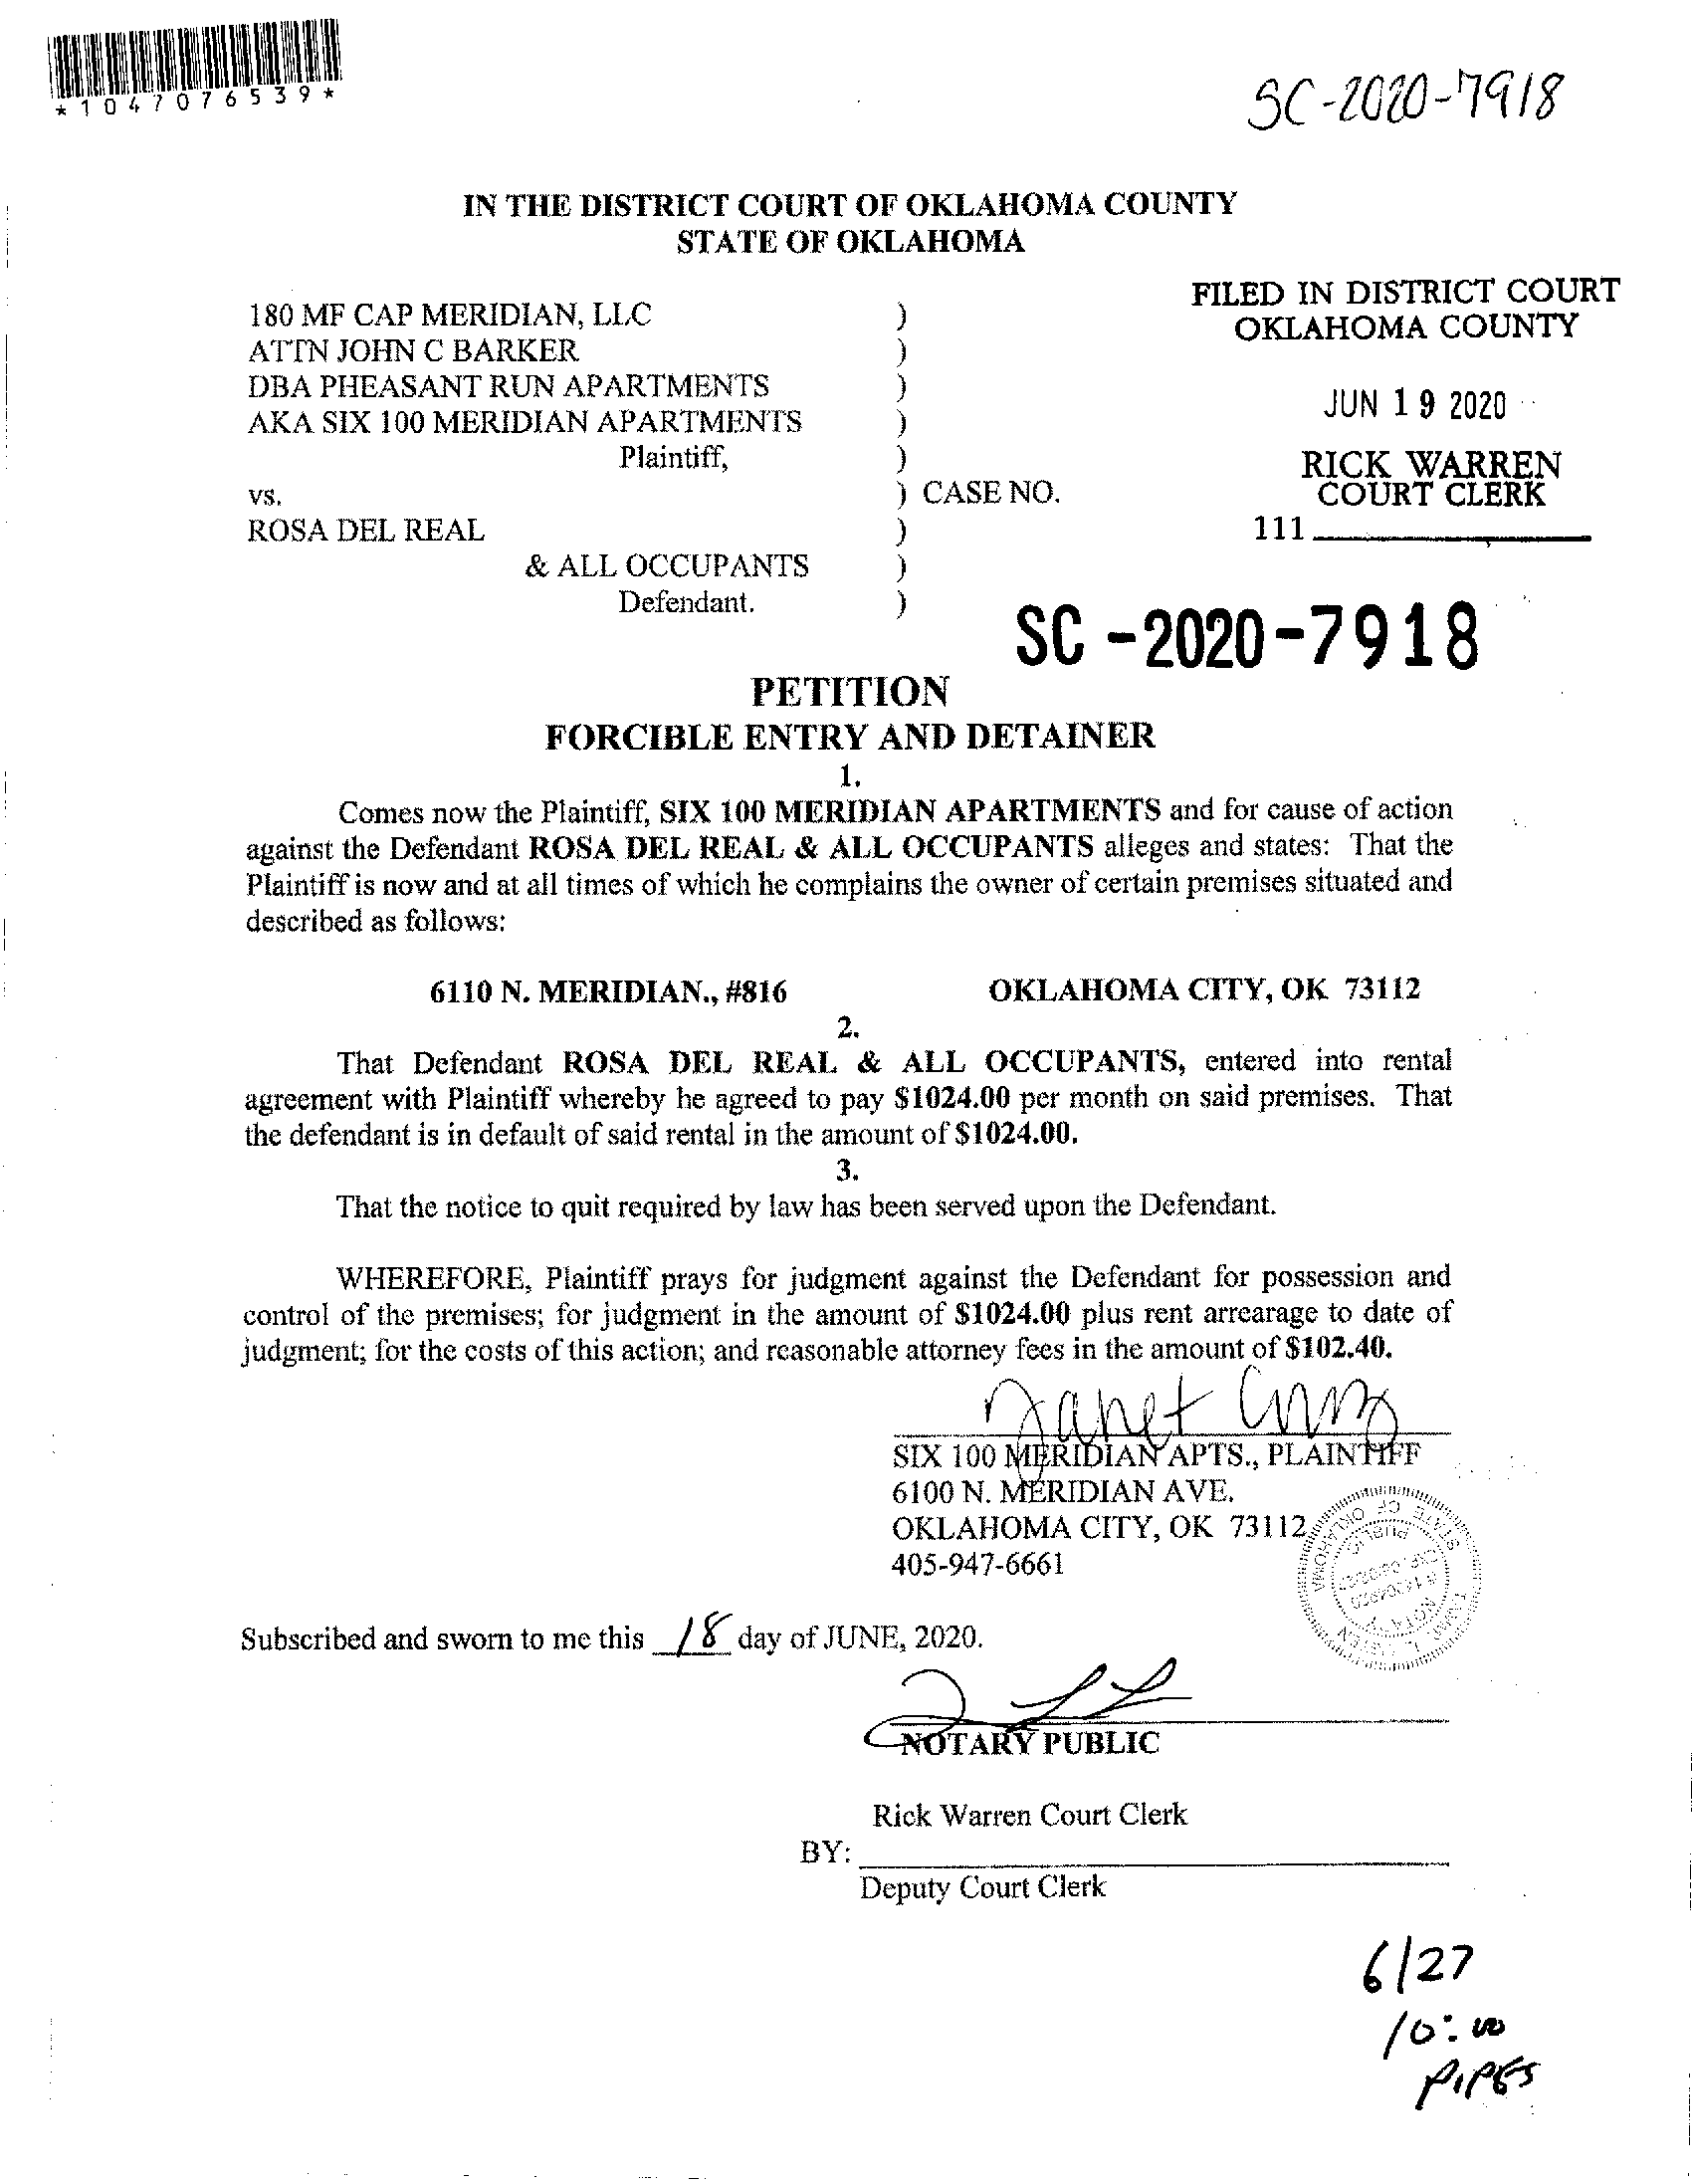 *1047076539*
SC-2020-7918
IN THE DISTRICT COURT OF OKLAHOMA COUNTY
STATE OF OKLAHOMA
FILED IN DISTRICT COURT
OKLAHOMA COUNTY
JUN 19 2020
RICK WARREN
COURT CLERK
111
180 MF CAP MERIDIAN, LLC )
ATTN JOHN C BARKER )
DBA PHEASANT RUN APARTMENTS )
AKA SIX 100 MERIDIAN APARTMENTS )
Plaintiff, )
vs. ) CASE NO.
ROSA DEL REAL )
& ALL OCCUPANTS )
Defendant. )
SC -2020-7918
PETITION
FORCIBLE ENTRY AND DETAINER
1.
Comes now the Plaintiff, SIX 100 MERIDIAN APARTMENTS and for cause of action
against the Defendant ROSA DEL REAL & ALL OCCUPANTS alleges and states: That the
Plaintiff is now and at all times of which he complains the owner of certain premises situated and
described as follows:
6110 N. MERIDIAN., #816 OKLAHOMA CITY, OK 73112
2.
That Defendant ROSA DEL REAL & ALL OCCUPANTS, entered into rental
agreement with Plaintiff whereby he agreed to pay $1024.00 per month on said premises. That
the defendant is in default of said rental in the amount of $1024.00.
3.
That the notice to quit required by law has been served upon the Defendant.
WHEREFORE, Plaintiff prays for judgment against the Defendant for possession and
control of the premises; for judgment in the amount of $1024.00 plus rent arrearage to date of
judgment; for the costs of this action; and reasonable attorney fees in the amount of $102.40.
Janet Cruz
SIX 100 MERIDIAN APTS., PLAINTIFF
6100 N. MERIDIAN AVE.
OKLAHOMA CITY, OK 73112
405-947-6661
STATE OF OKLAHOMA
NOTARY PUBLIC
Subscribed and sworn to me this 18 day of JUNE, 2020.
NOTARY PUBLIC
Rick Warren Court Clerk
BY:
Deputy Court Clerk
6/27
10:00
PIPES